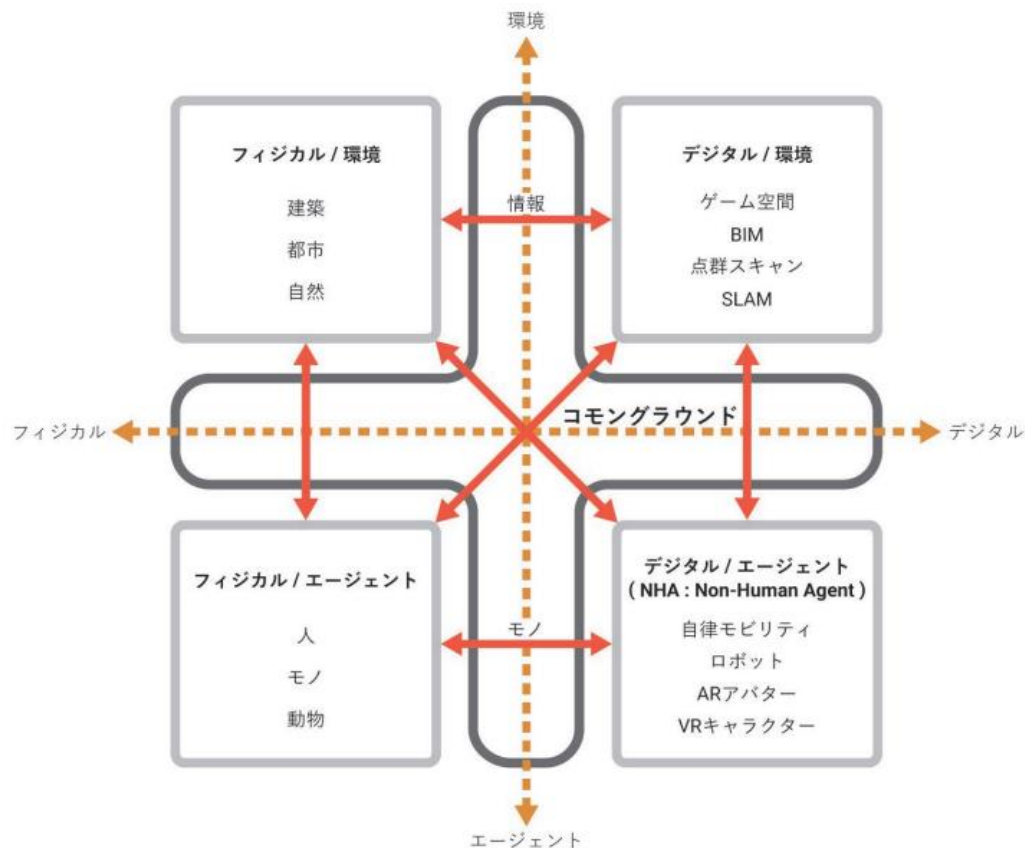 環境
フィジカル / 環境
建築
都市
自然
情報
デジタル / 環境
ゲーム空間
BIM
点群スキャン
SLAM
フィジカル
コモングラウンド
デジタル
フィジカル / エージェント
人
モノ
動物
モノ
デジタル / エージェント
( NHA : Non-Human Agent )
自律モビリティ
ロボット
ARアバター
VRキャラクター
エージェント